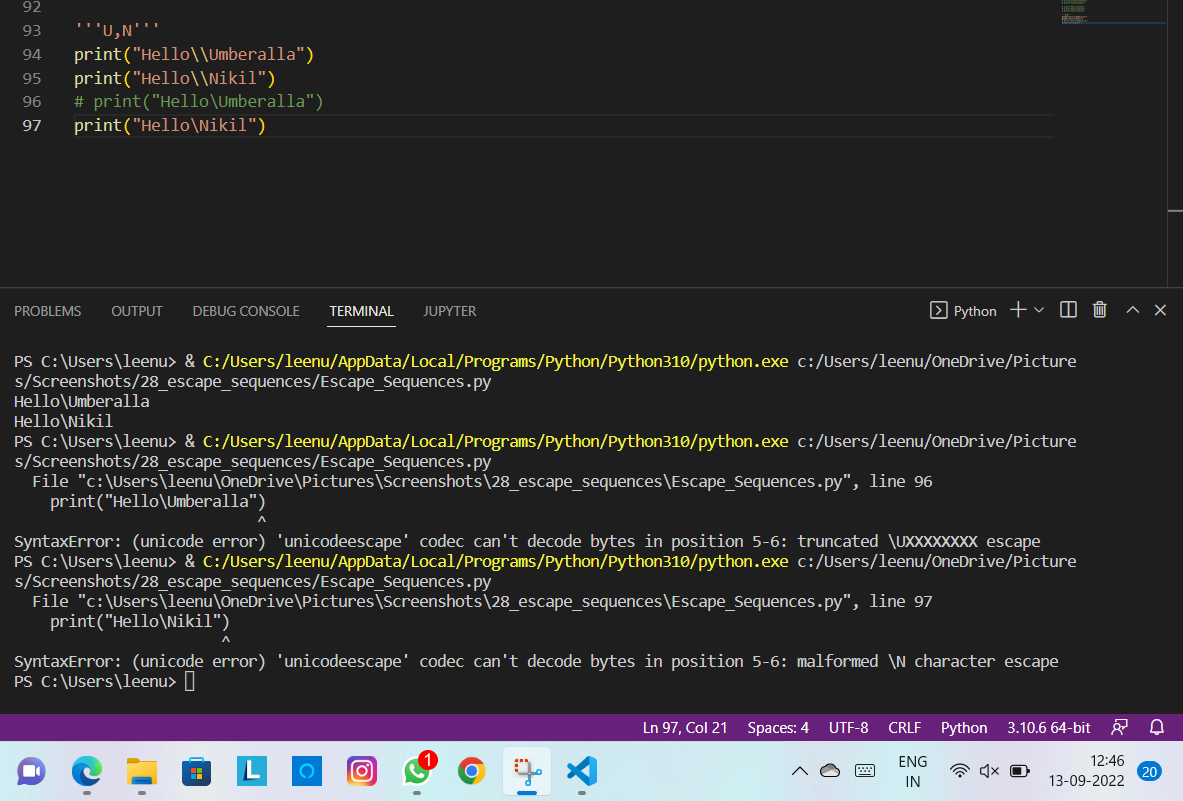 92
93 '''U,N'''
94 print("Hello\\Umberalla")
95 print("Hello\\Nikil")
96 # print("Hello\Umberalla")
97 print("Hello\Nikil")
PROBLEMS OUTPUT DEBUG CONSOLE TERMINAL JUPYTER Python
PS C:\Users\leenu> & C:/Users/leenu/AppData/Local/Programs/Python/Python310/python.exe c:/Users/leenu/OneDrive/Picture
s/Screenshots/28_escape_sequences/Escape_Sequences.py
Hello\Umberalla
Hello\Nikil
PS C:\Users\leenu> & C:/Users/leenu/AppData/Local/Programs/Python/Python310/python.exe c:/Users/leenu/OneDrive/Picture
s/Screenshots/28_escape_sequences/Escape_Sequences.py
File "c:\Users\leenu\OneDrive\Pictures\Screenshots\28_escape_sequences\Escape_Sequences.py", line 96
print("Hello\Umberalla")
^
SyntaxError: (unicode error) 'unicodeescape' codec can't decode bytes in position 5-6: truncated \UXXXXXXXX escape
PS C:\Users\leenu> & C:/Users/leenu/AppData/Local/Programs/Python/Python310/python.exe c:/Users/leenu/OneDrive/Picture
s/Screenshots/28_escape_sequences/Escape_Sequences.py
File "c:\Users\leenu\OneDrive\Pictures\Screenshots\28_escape_sequences\Escape_Sequences.py", line 97
print("Hello\Nikil")
^
SyntaxError: (unicode error) 'unicodeescape' codec can't decode bytes in position 5-6: malformed \N character escape
PS C:\Users\leenu>
Ln 97, Col 21 Spaces: 4 UTF-8 CRLF Python 3.10.6 64-bit
L 1 ENG 12:46
IN 13-09-2022 20